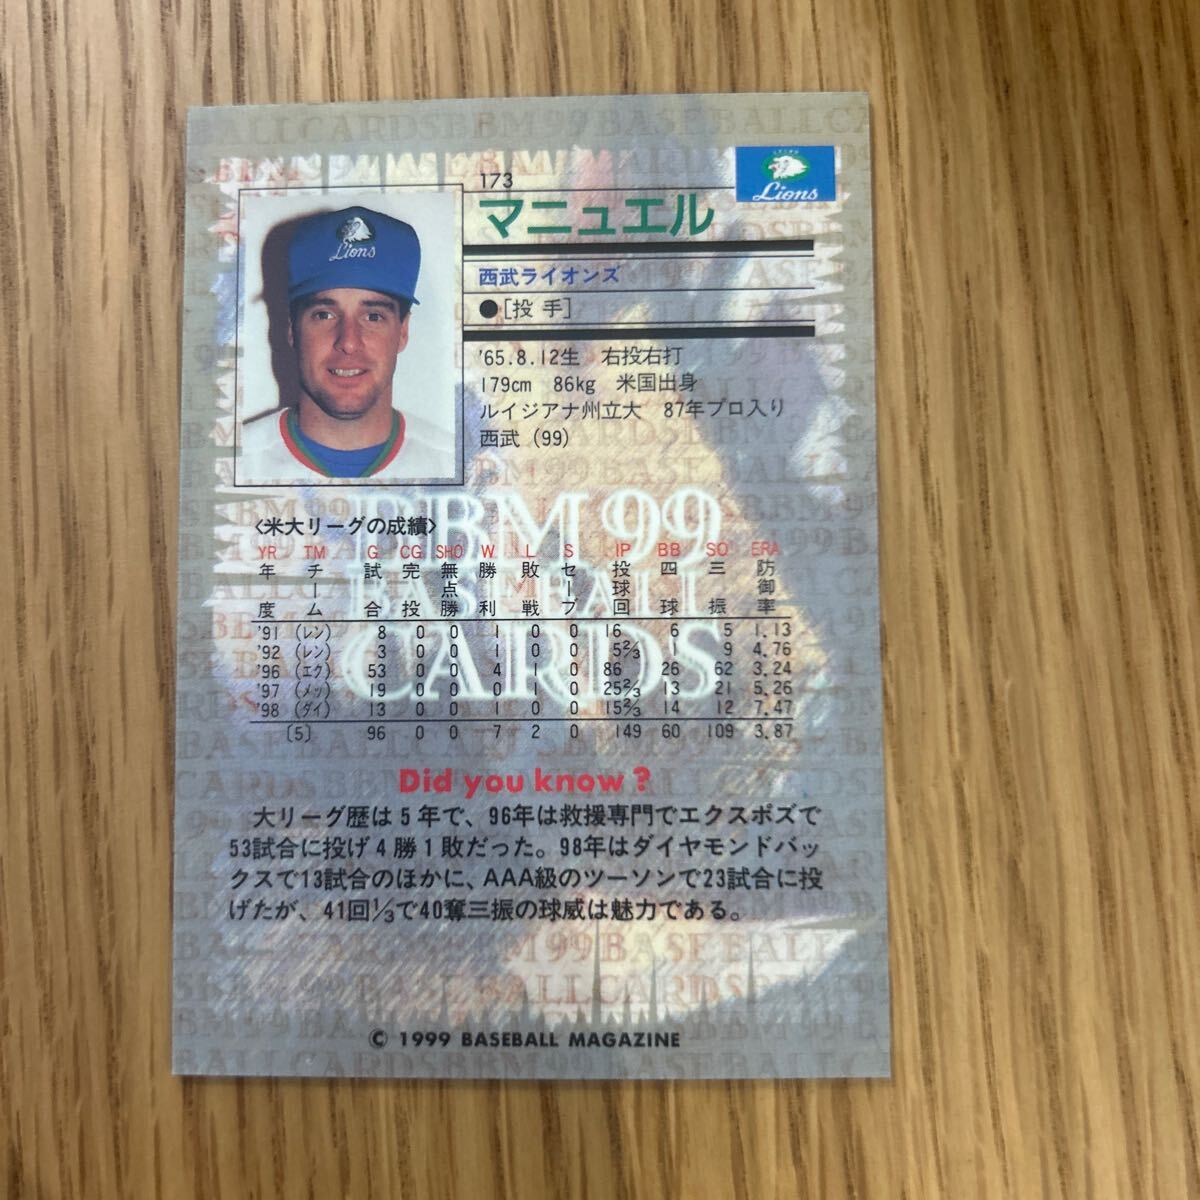 173
マニュエル
Lions
Lions
西武ライオンズ
●[投手]
'65.8.12生 右投右打
179cm 86kg 米国出身
ルイジアナ州立大 87年プロ入り
西武(99)
BBM 99
BASEBALL
CARDS
〈米大リーグの成績〉
YR TM G CG SHO W L S IP BB SO ERA
年度 チーム 試合 完投 無点勝 勝利 敗戦 セーブ 投球回 四球 三振 防御率
'91 (レン) 8 0 0 1 0 0 16 6 5 1.13
'92 (レン) 3 0 0 1 0 0 5⅔ 1 9 4.76
'96 (エク) 53 0 0 4 1 0 86 26 62 3.24
'97 (メッ) 19 0 0 0 1 0 25⅔ 13 21 5.26
'98 (ダイ) 13 0 0 1 0 0 15⅔ 14 12 7.47
〔5〕 96 0 0 7 2 0 149 60 109 3.87
Did you know?
大リーグ歴は5年で、96年は救援専門でエクスポズで
53試合に投げ4勝1敗だった。98年はダイヤモンドバッ
クスで13試合のほかに、AAA級のツーソンで23試合に投
げたが、41回⅓で40奪三振の球威は魅力である。
© 1999 BASEBALL MAGAZINE